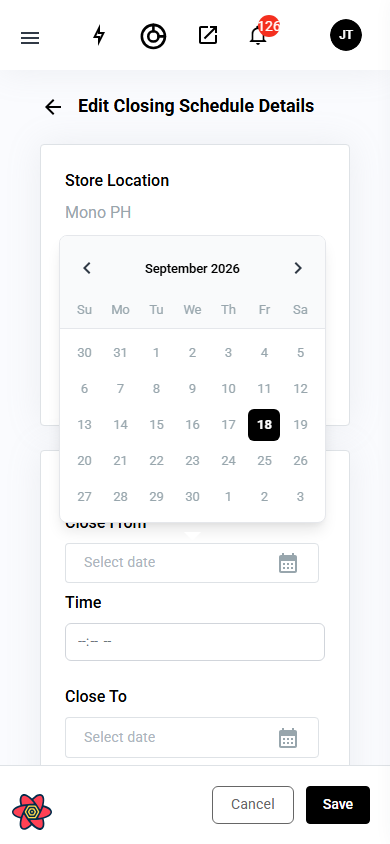 126
JT
Edit Closing Schedule Details
Store Location
Mono PH
September 2026
Su Mo Tu We Th Fr Sa
30 31 1 2 3 4 5
6 7 8 9 10 11 12
13 14 15 16 17 18 19
20 21 22 23 24 25 26
27 28 29 30 1 2 3
Close From
Select date
Time
--:-- --
Close To
Select date
Cancel Save